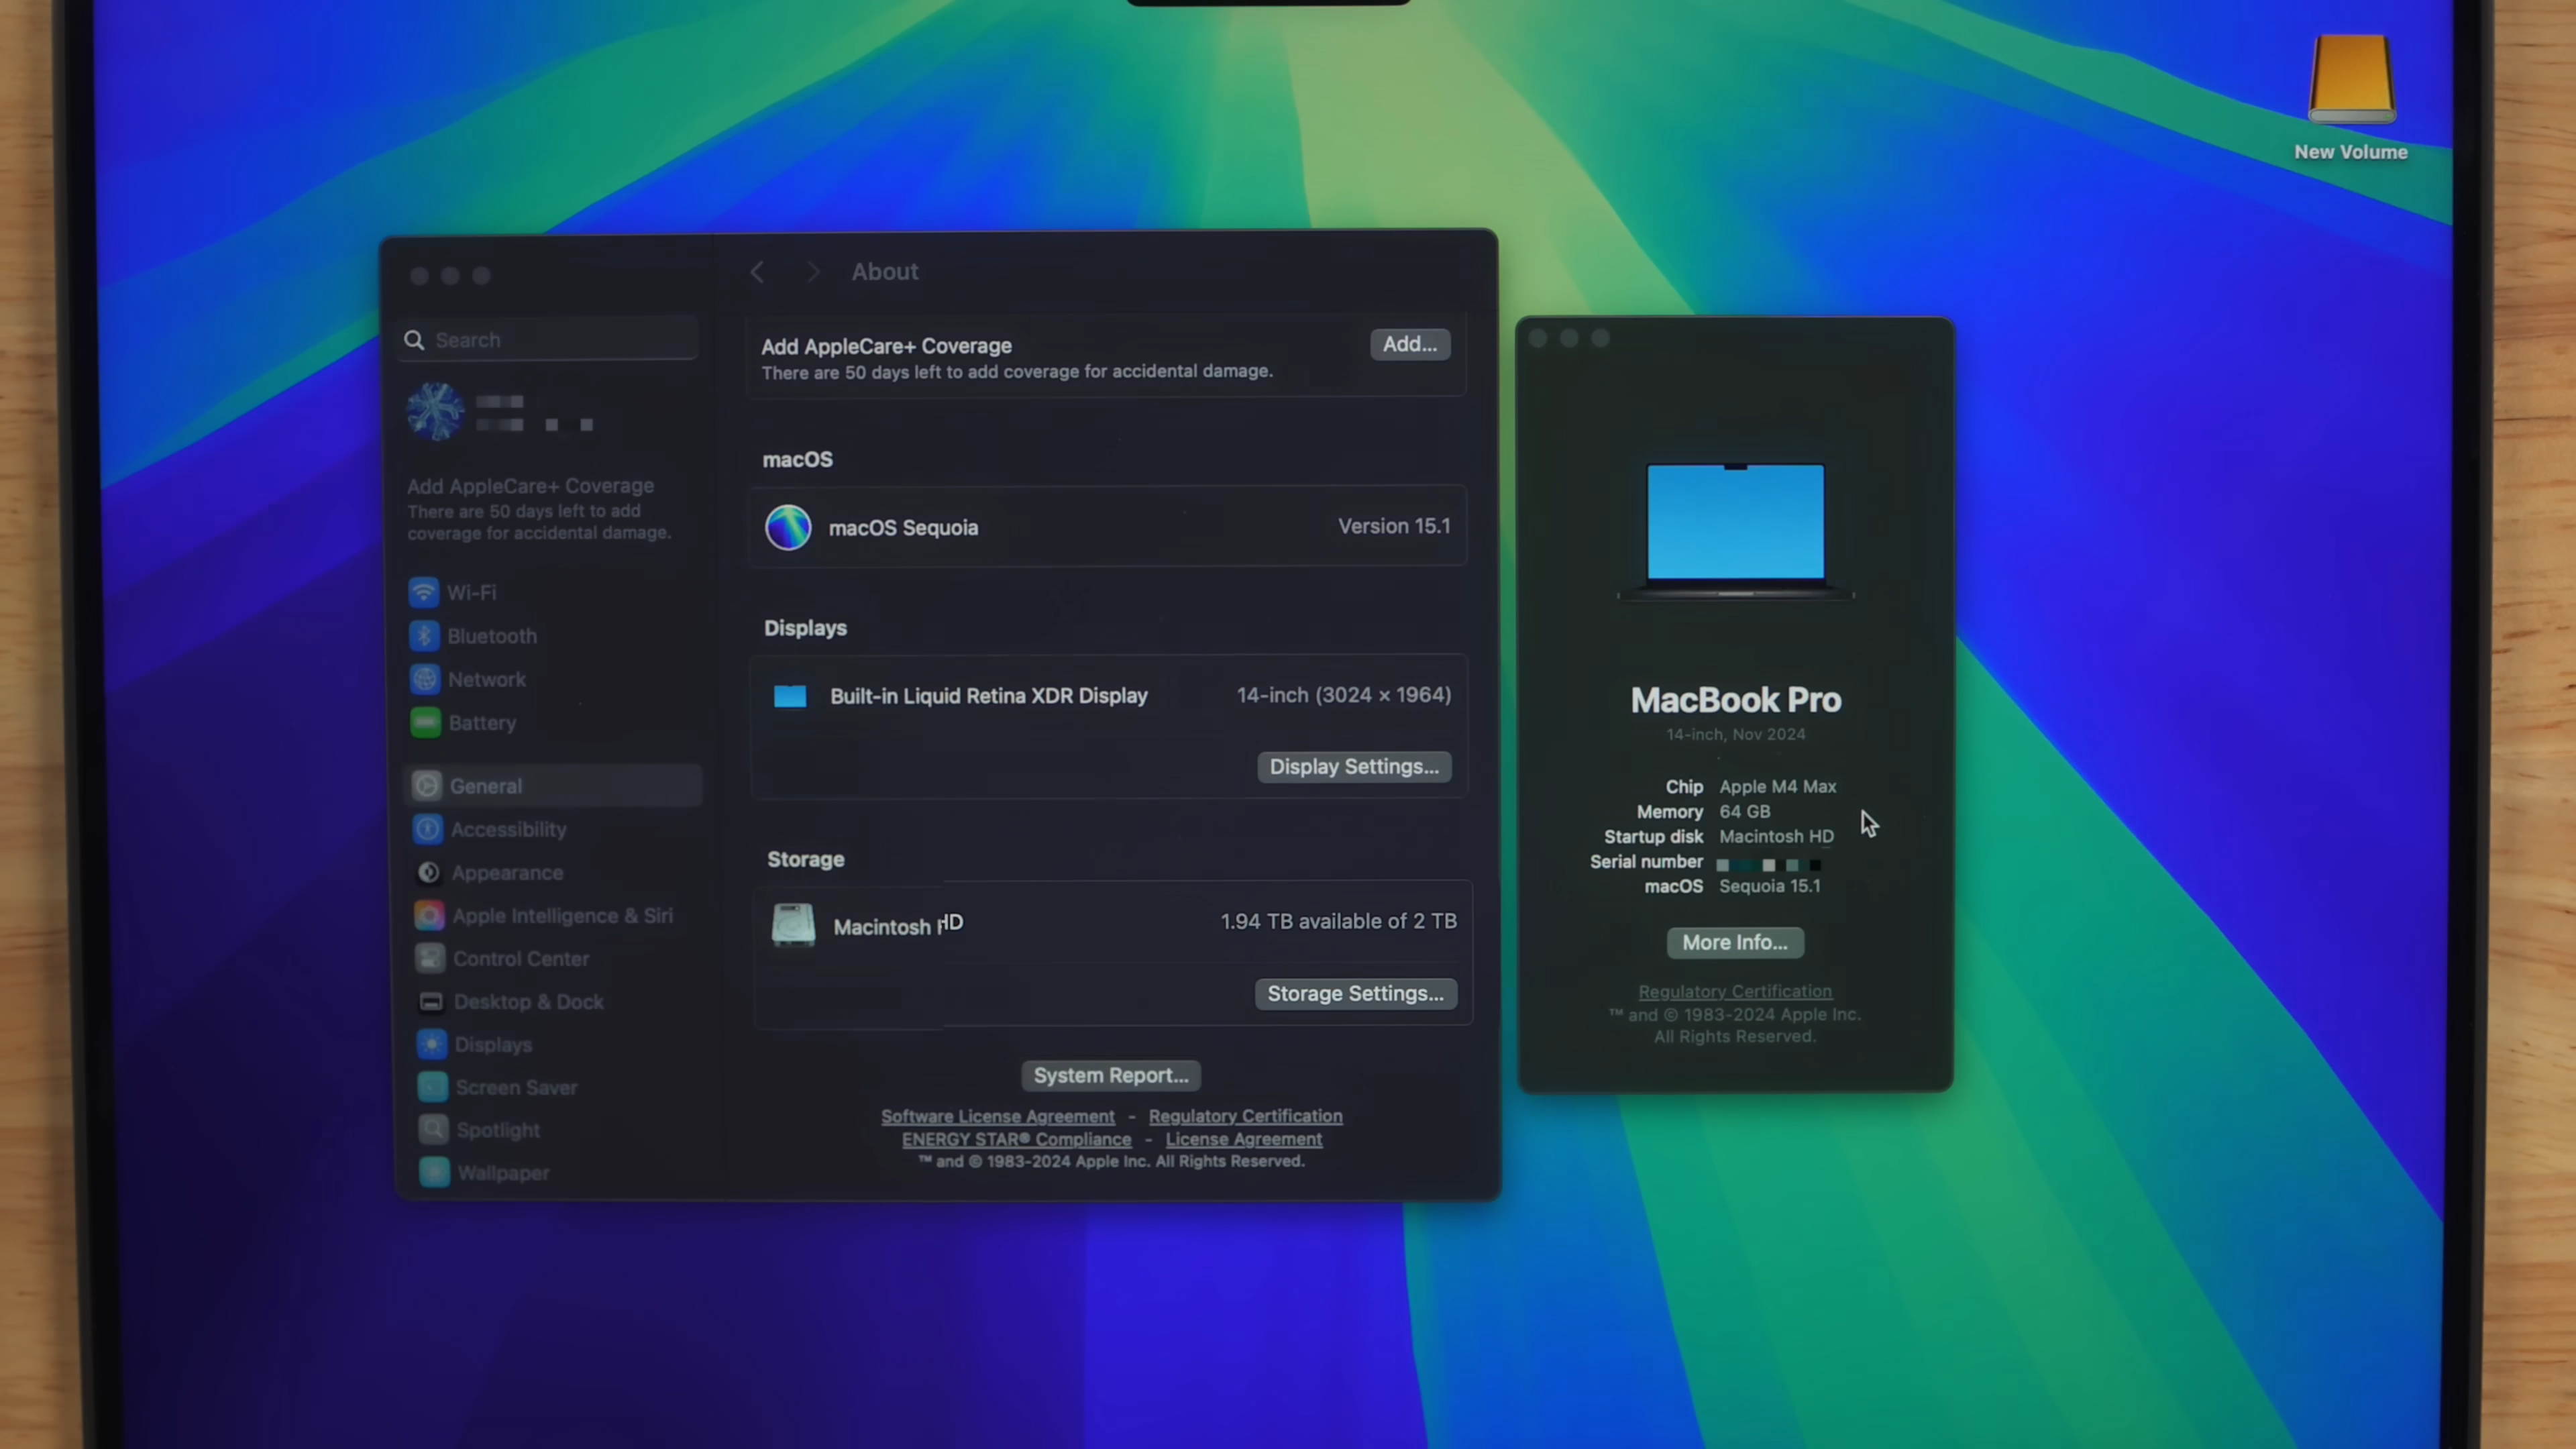 New Volume
About
Search
Add AppleCare+ Coverage
There are 50 days left to add
coverage for accidental damage.
Wi-Fi
Bluetooth
Network
Battery
General
Accessibility
Appearance
Apple Intelligence & Siri
Control Center
Desktop & Dock
Displays
Screen Saver
Spotlight
Wallpaper
Add AppleCare+ Coverage
Add...
There are 50 days left to add coverage for accidental damage.
macOS
macOS Sequoia
Version 15.1
Displays
Built-in Liquid Retina XDR Display
14-inch (3024 × 1964)
Display Settings...
Storage
Macintosh HD
1.94 TB available of 2 TB
Storage Settings...
System Report...
Software License Agreement - Regulatory Certification
ENERGY STAR® Compliance - License Agreement
™ and © 1983-2024 Apple Inc. All Rights Reserved.
MacBook Pro
14-inch, Nov 2024
Chip Apple M4 Max
Memory 64 GB
Startup disk Macintosh HD
Serial number
macOS Sequoia 15.1
More Info...
Regulatory Certification
™ and © 1983-2024 Apple Inc.
All Rights Reserved.